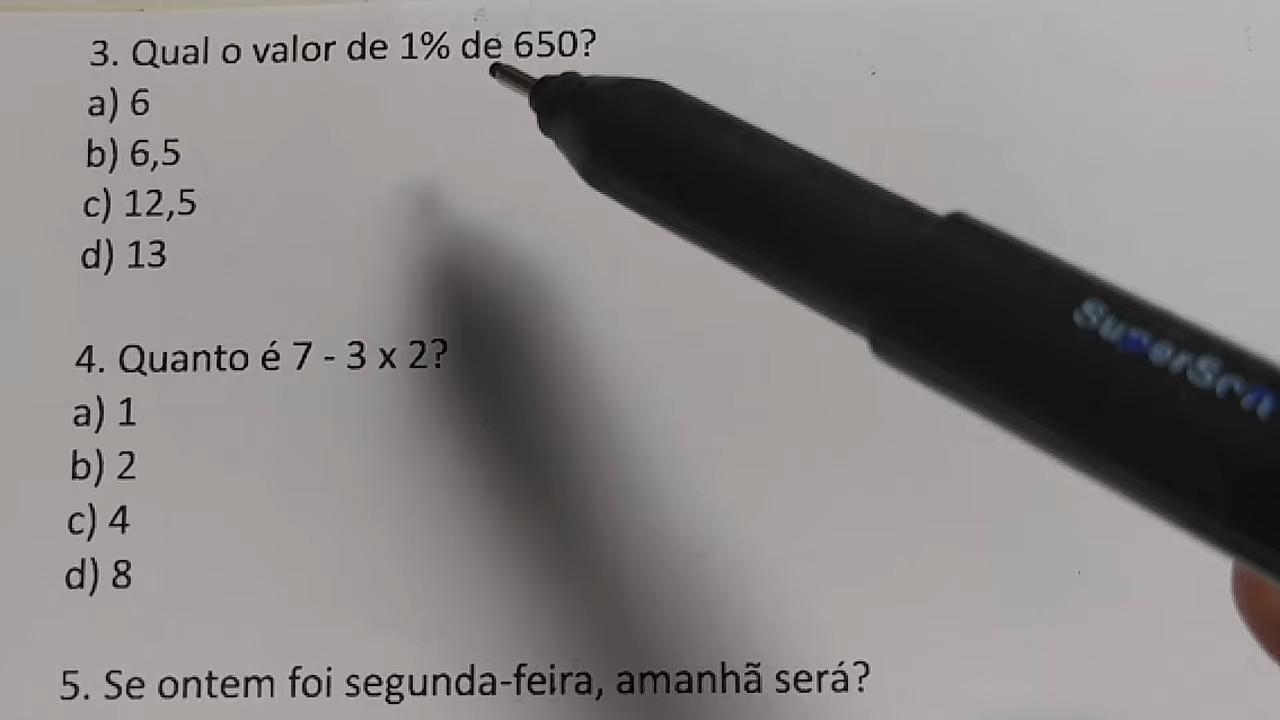 3. Qual o valor de 1% de 650?
a) 6
b) 6,5
c) 12,5
d) 13
4. Quanto é 7 - 3 x 2?
a) 1
b) 2
c) 4
d) 8
5. Se ontem foi segunda-feira, amanhã será?